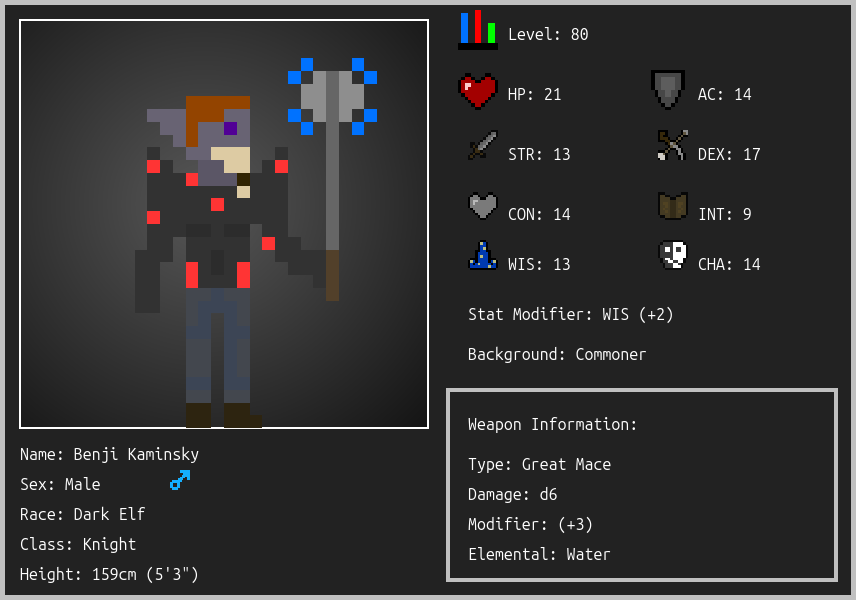 Level: 80
HP: 21
AC: 14
STR: 13
DEX: 17
CON: 14
INT: 9
WIS: 13
CHA: 14
Stat Modifier: WIS (+2)
Background: Commoner
Weapon Information:
Type: Great Mace
Damage: d6
Modifier: (+3)
Elemental: Water
Name: Benji Kaminsky
Sex: Male
Race: Dark Elf
Class: Knight
Height: 159cm (5'3")